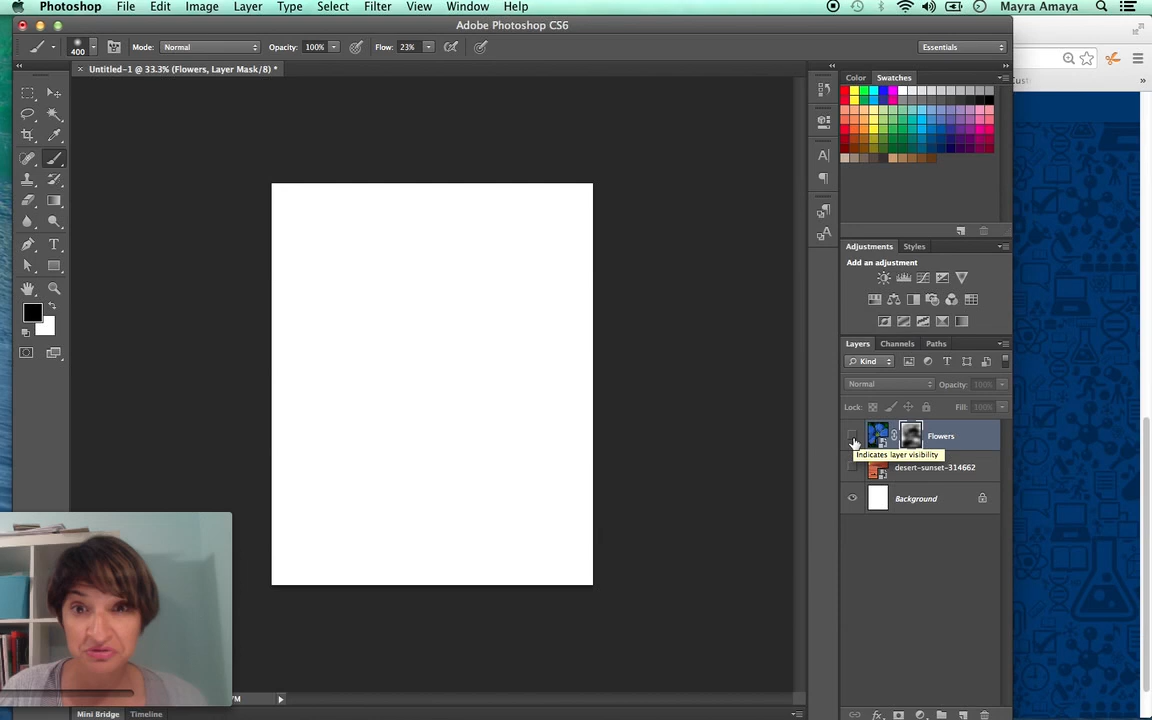 Photoshop File Edit Image Layer Type Select Filter View Window Help Mayra Amaya
Adobe Photoshop CS6
400 Mode: Normal Opacity: 100% Flow: 23% Essentials
× Untitled-1 @ 33.3% (Flowers, Layer Mask/8) *
Color Swatches
Adjustments Styles
Add an adjustment
Layers Channels Paths
Kind
Normal Opacity: 100%
Lock: Fill: 100%
Flowers
Indicates layer visibility
desert-sunset-314662
Background
Mini Bridge Timeline